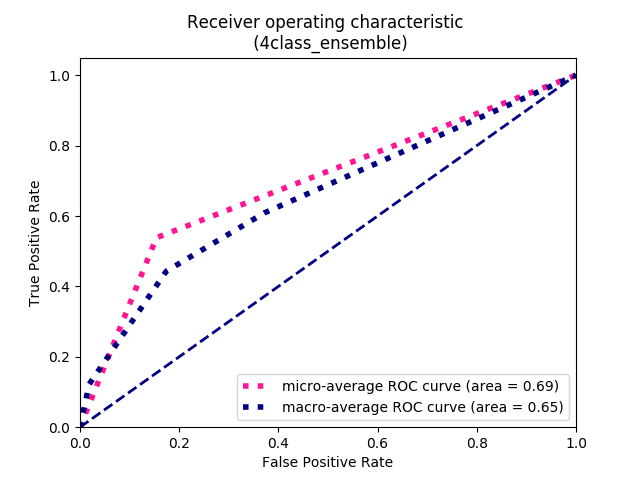 Receiver operating characteristic
(4class_ensemble)
True Positive Rate
1.0
0.8
0.6
0.4
0.2
0.0
micro-average ROC curve (area = 0.69)
macro-average ROC curve (area = 0.65)
0.0 0.2 0.4 0.6 0.8 1.0
False Positive Rate